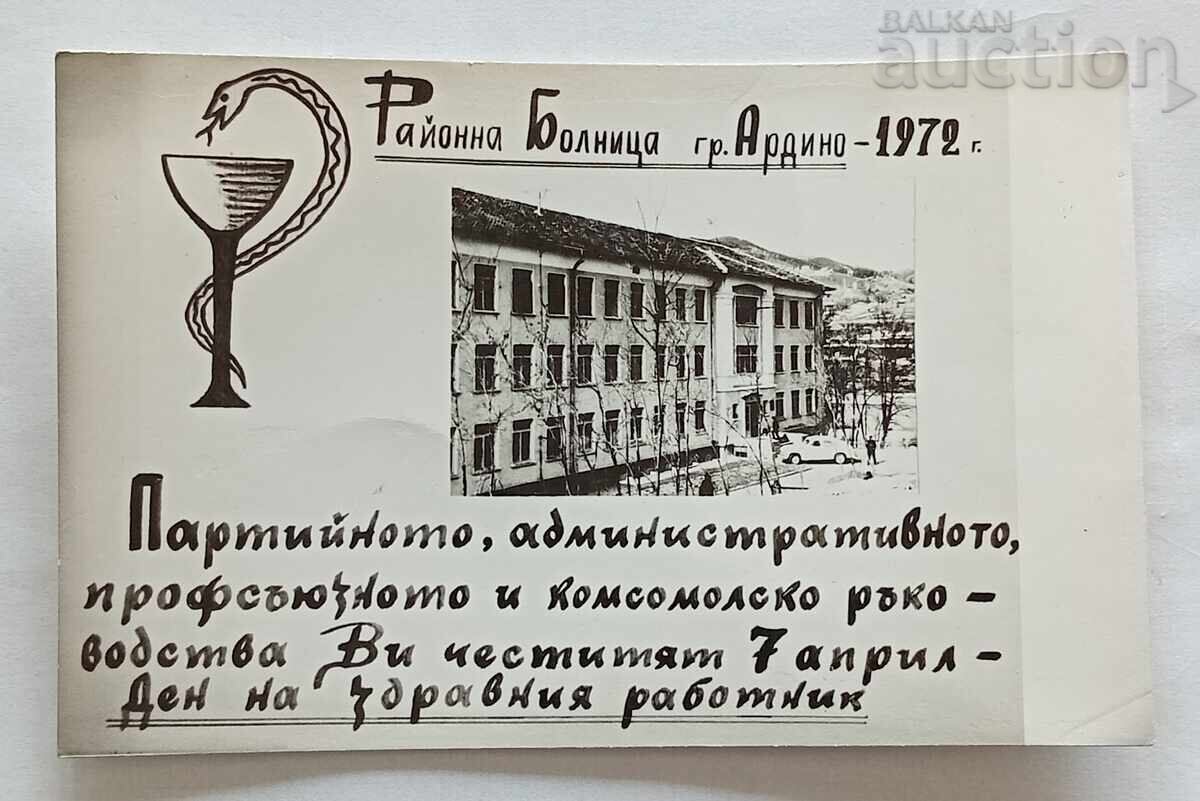 BALKAN
auction
Районна Болница гр. Ардино - 1972 г.
Партийното, административното,
профсъюзното и комсомолско ръко-
водства Ви честитят 7 април -
Ден на здравния работник